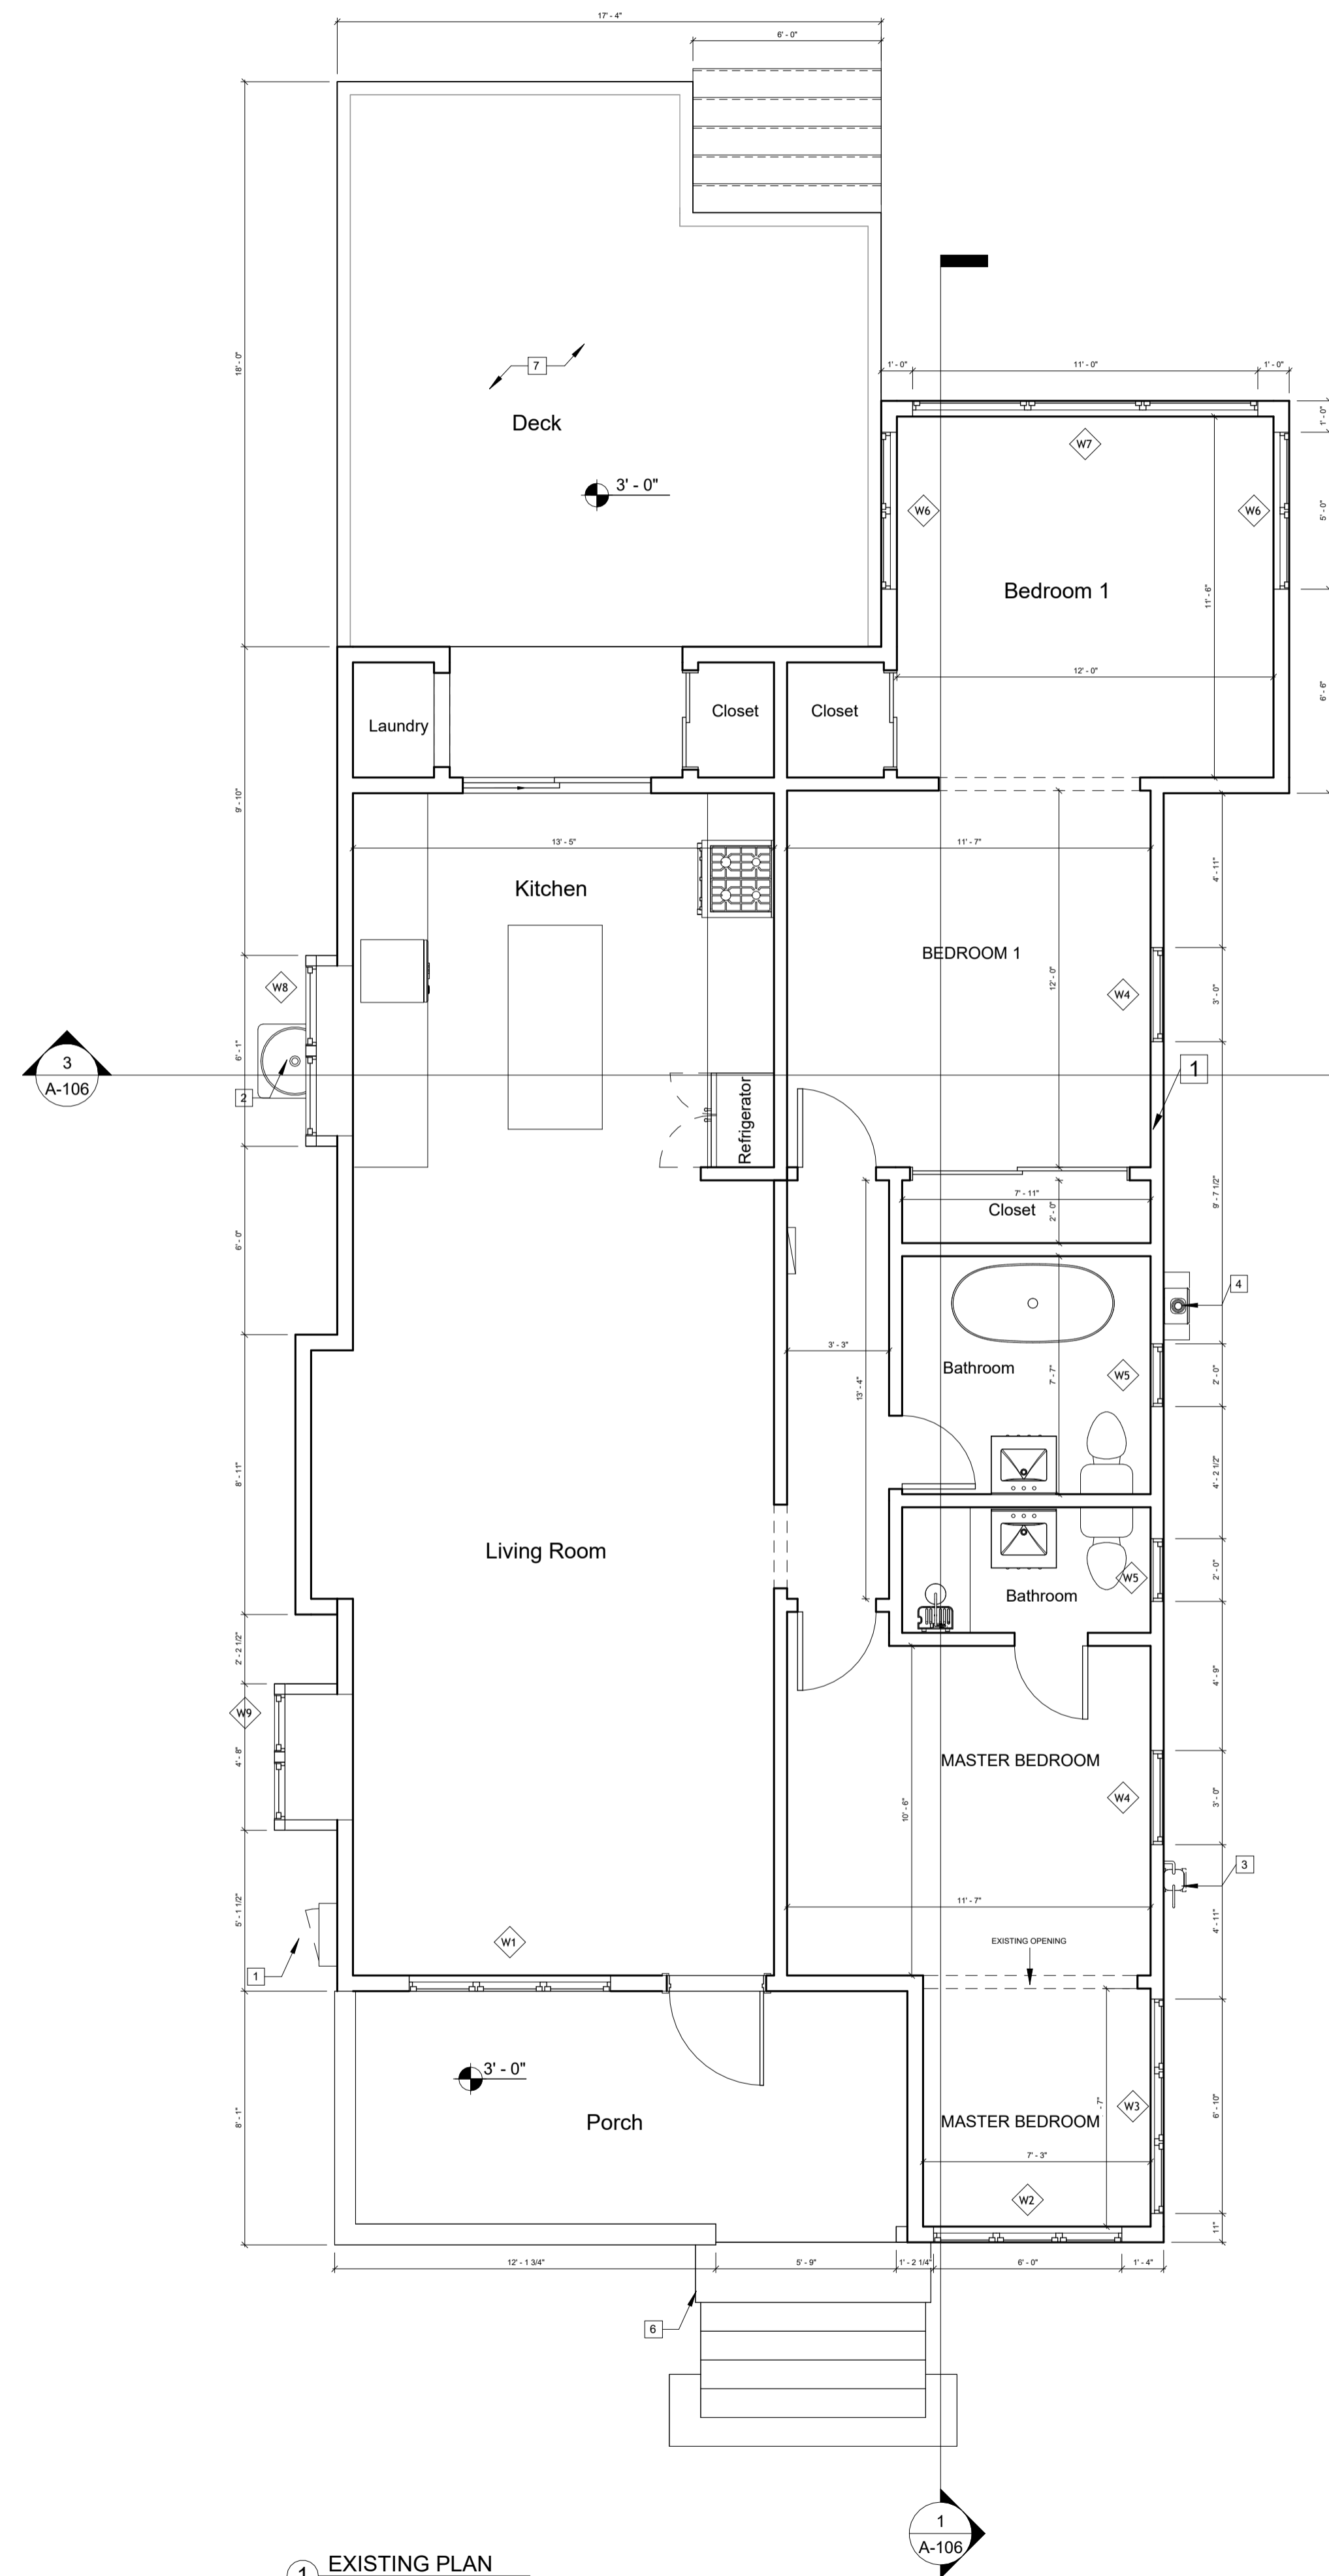 17' - 4"
6' - 0"
18' - 0"
7
Deck
3' - 0"
1' - 0"
11' - 0"
1' - 0"
1' - 0"
W7
W6
W6
5' - 0"
Bedroom 1
11' - 6"
12' - 0"
6' - 6"
Laundry
Closet
Closet
9' - 10"
13' - 5"
11' - 7"
4' - 11"
Kitchen
BEDROOM 1
12' - 0"
W8
W4
3' - 0"
3
A-106
6' - 1"
2
1
Refrigerator
7' - 11"
Closet
2' - 0"
9' - 7 1/2"
6' - 0"
4
3' - 3"
13' - 4"
Bathroom
7' - 7"
W5
2' - 0"
8' - 11"
4' - 2 1/2"
Living Room
W5
2' - 0"
Bathroom
2' - 2 1/2"
4' - 9"
W9
4' - 8"
MASTER BEDROOM
W4
3' - 0"
10' - 6"
3
11' - 7"
5' - 1 1/2"
4' - 11"
W1
EXISTING OPENING
1
3' - 0"
8' - 1"
Porch
MASTER BEDROOM
- 7"
W3
6' - 10"
7' - 3"
W2
11"
12' - 1 3/4"
5' - 9"
1' - 2 1/4"
6' - 0"
1' - 4"
6
1
A-106
1
EXISTING PLAN